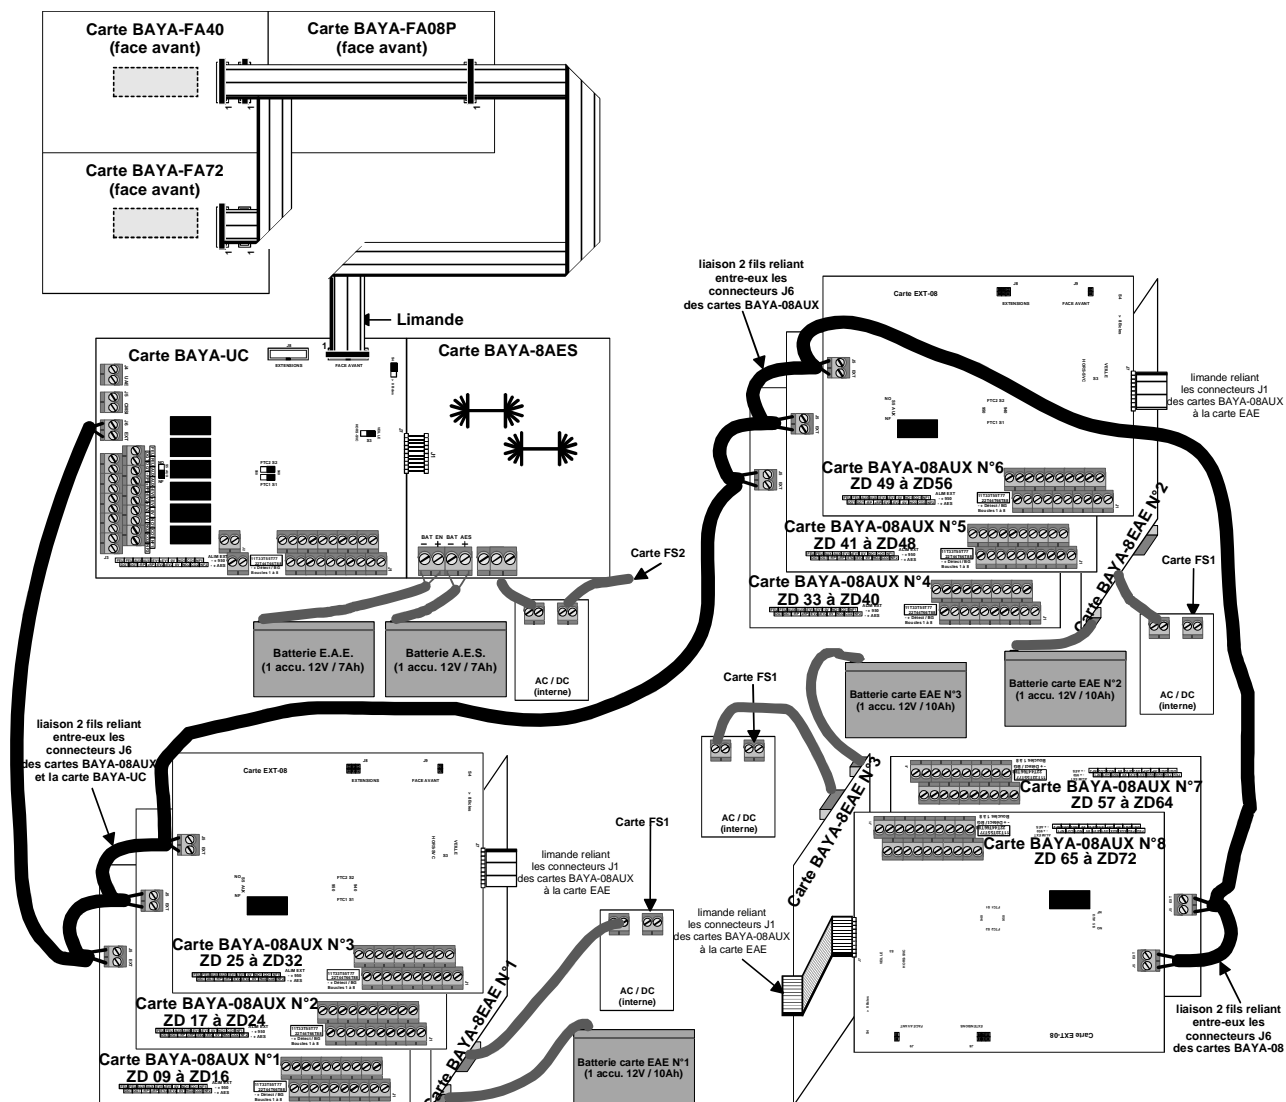 Carte BAYA-FA40
(face avant)
Carte BAYA-FA08P
(face avant)
Carte BAYA-FA72
(face avant)
Limande
Carte BAYA-UC
EXTENSIONS
FACE AVANT
Carte BAYA-8AES
BAT EN BAT AES
Carte FS2
Batterie E.A.E.
(1 accu. 12V / 7Ah)
Batterie A.E.S.
(1 accu. 12V / 7Ah)
AC / DC
(interne)
liaison 2 fils reliant
entre-eux les
connecteurs J6
des cartes BAYA-08AUX
Carte EXT-08
EXTENSIONS
FACE AVANT
limande reliant
les connecteurs J1
des cartes BAYA-08AUX
à la carte EAE
Carte BAYA-08AUX N°6
ZD 49 à ZD56
Carte BAYA-08AUX N°5
ZD 41 à ZD48
Carte BAYA-08AUX N°4
ZD 33 à ZD40
Carte BAYA-8EAE N°2
Carte FS1
AC / DC
(interne)
Batterie carte EAE N°2
(1 accu. 12V / 10Ah)
Batterie carte EAE N°3
(1 accu. 12V / 10Ah)
Carte FS1
AC / DC
(interne)
liaison 2 fils reliant
entre-eux les
connecteurs J6
des cartes BAYA-08AUX
et la carte BAYA-UC
Carte EXT-08
EXTENSIONS
FACE AVANT
Carte FS1
limande reliant
les connecteurs J1
des cartes BAYA-08AUX
à la carte EAE
Carte BAYA-08AUX N°3
ZD 25 à ZD32
Carte BAYA-08AUX N°2
ZD 17 à ZD24
Carte BAYA-08AUX N°1
ZD 09 à ZD16
Carte BAYA-8EAE N°1
AC / DC
(interne)
Batterie carte EAE N°1
(1 accu. 12V / 10Ah)
Carte BAYA-8EAE N°3
limande reliant
les connecteurs J1
des cartes BAYA-08AUX
à la carte EAE
Carte BAYA-08AUX N°7
ZD 57 à ZD64
Carte BAYA-08AUX N°8
ZD 65 à ZD72
Carte EXT-08
liaison 2 fils reliant
entre-eux les
connecteurs J6
des cartes BAYA-08